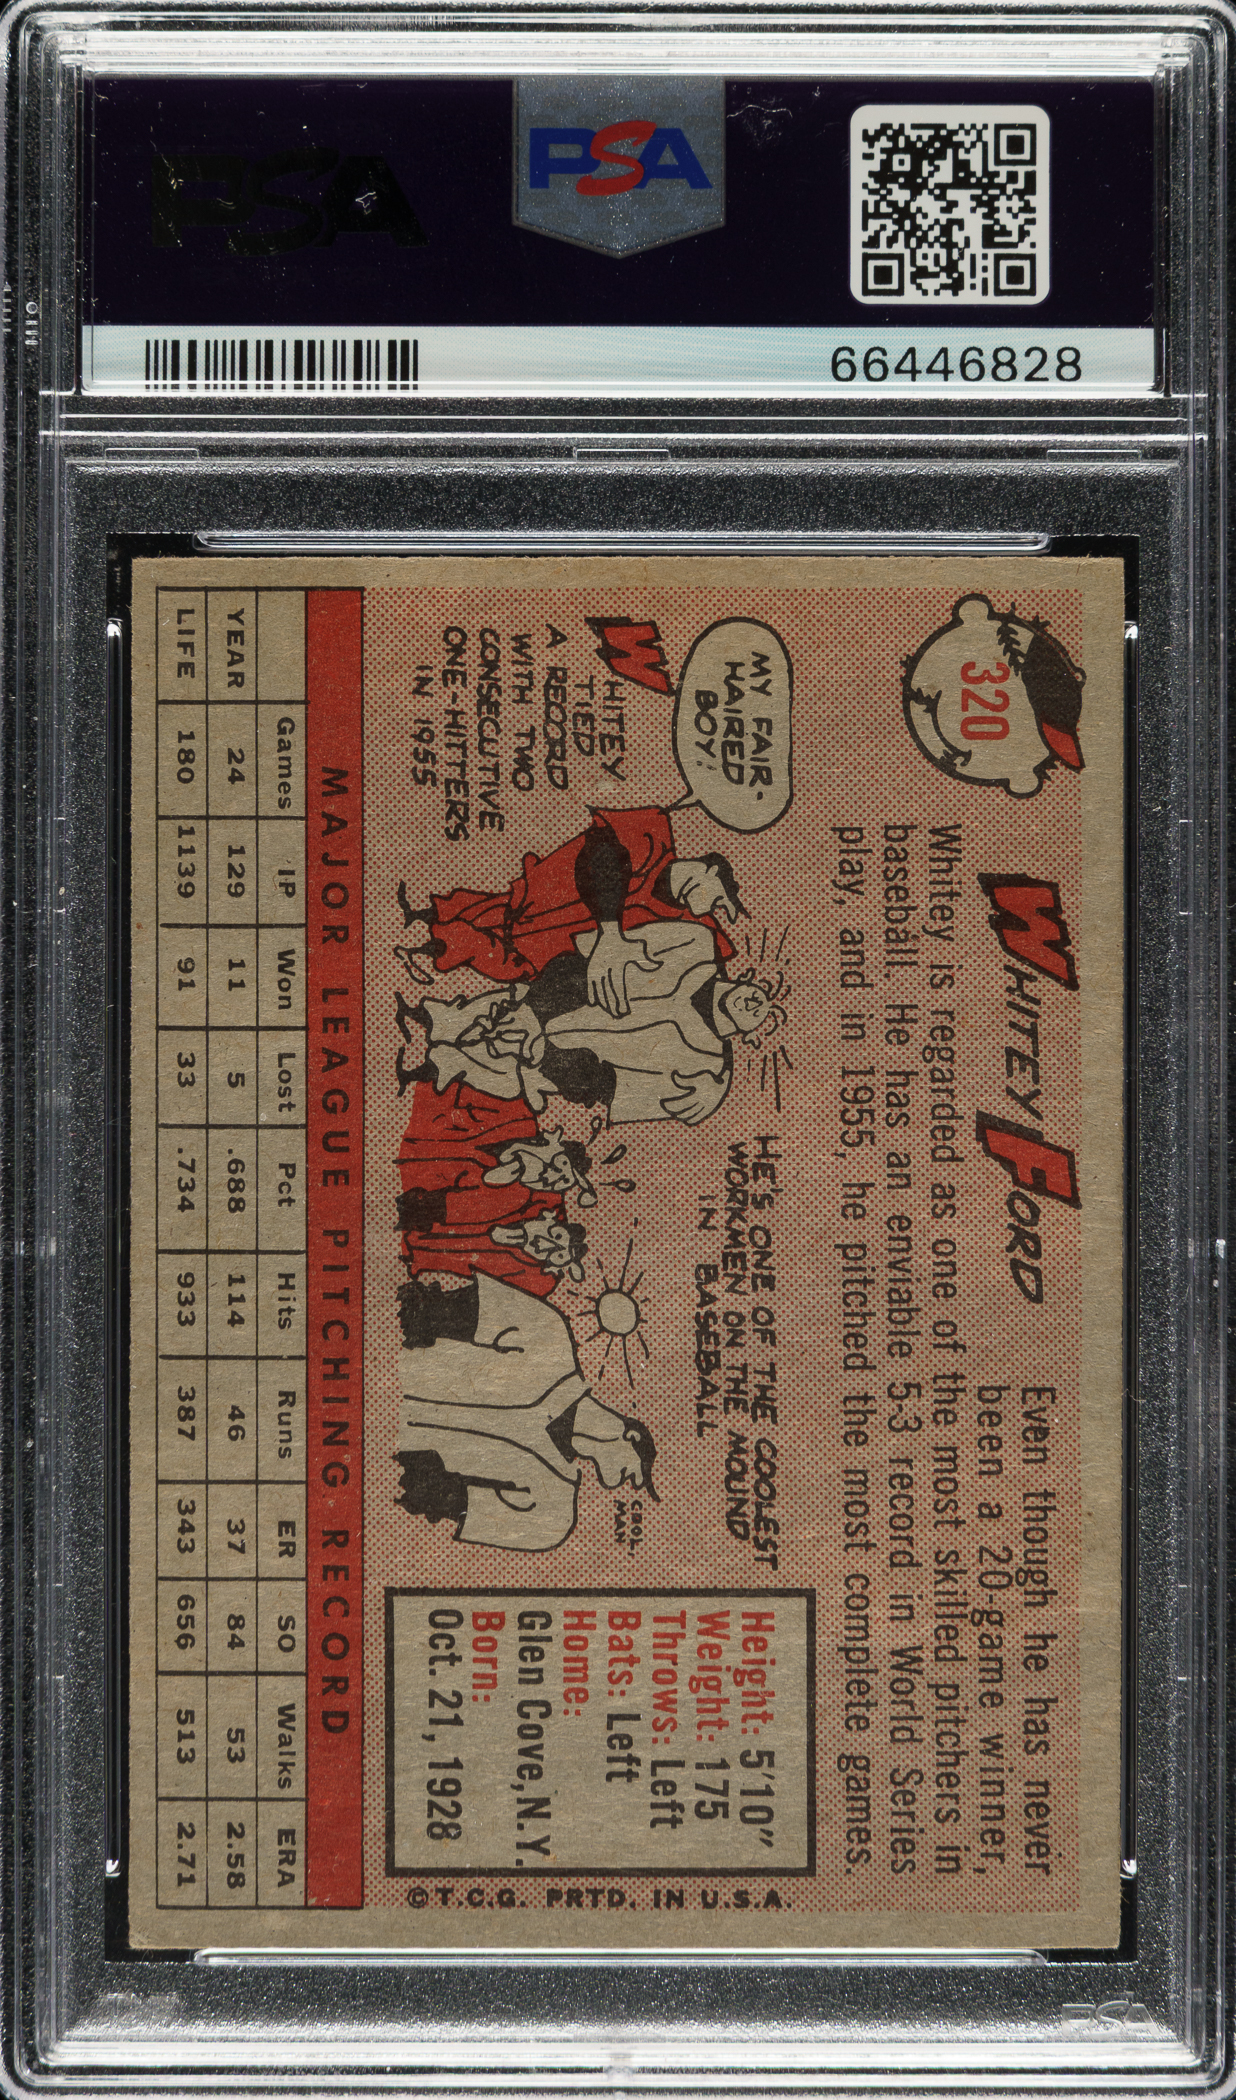 PSA
PSA
66446828
320
WHITEY FORD
Even though he has never
been a 20-game winner,
Whitey is regarded as one of the most skilled pitchers in
baseball. He has an enviable 5-3 record in World Series
play, and in 1955, he pitched the most complete games.
MY FAIR-
HAIRED
BOY!
WHITEY
TIED
A RECORD
WITH TWO
CONSECUTIVE
ONE-HITTERS
IN 1955
HE'S ONE OF THE COOLEST
WORKMEN ON THE MOUND
IN BASEBALL
Height: 5'10"
Weight: 175
Throws: Left
Bats: Left
Home:
Glen Cove, N.Y.
Born:
Oct. 21, 1928
© T.C.G. PRTD. IN U.S.A.
MAJOR LEAGUE PITCHING RECORD
Games IP Won Lost Pct Hits Runs ER SO Walks ERA
YEAR 24 129 11 5 .688 114 46 37 84 53 2.58
LIFE 180 1139 91 33 .734 933 387 343 656 513 2.71
PSA